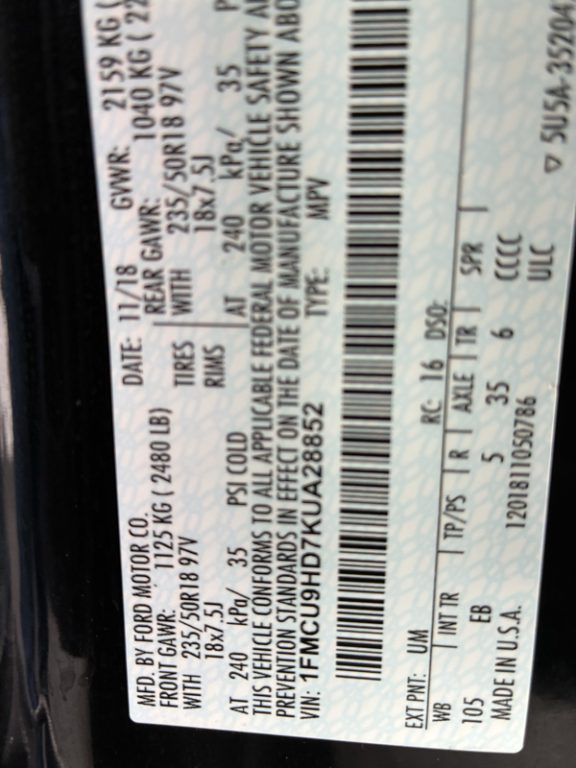 MFD. BY FORD MOTOR CO. DATE: 11/18 GVWR: 2159 KG (
FRONT GAWR: 1125 KG ( 2480 LB) REAR GAWR: 1040 KG ( 22
WITH 235/50R18 97V TIRES WITH 235/50R18 97V
18x7.5J RIMS 18x7.5J
AT 240 kPa/ 35 PSI COLD AT 240 kPa/ 35 P
THIS VEHICLE CONFORMS TO ALL APPLICABLE FEDERAL MOTOR VEHICLE SAFETY
PREVENTION STANDARDS IN EFFECT ON THE DATE OF MANUFACTURE SHOWN ABO
VIN: 1FMCU9HD7KUA28852 TYPE: MPV
EXT PNT: UM RC: 16 DSO:
WB INT TR TP/PS R AXLE TR SPR
105 EB 5 35 6 CCCC
MADE IN U.S.A. 1201811050786 ULC
▽ 5U5A-35204